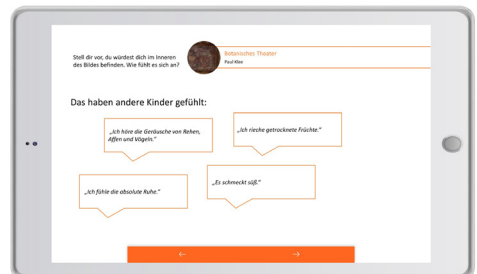 Stell dir vor, du würdest dich im Inneren
des Bildes befinden. Wie fühlt es sich an?
Botanisches Theater
Paul Klee
Das haben andere Kinder gefühlt:
„Ich höre die Geräusche von Rehen,
Affen und Vögeln.“
„Ich rieche getrocknete Früchte.“
„Ich fühle die absolute Ruhe.“
„Es schmeckt süß.“